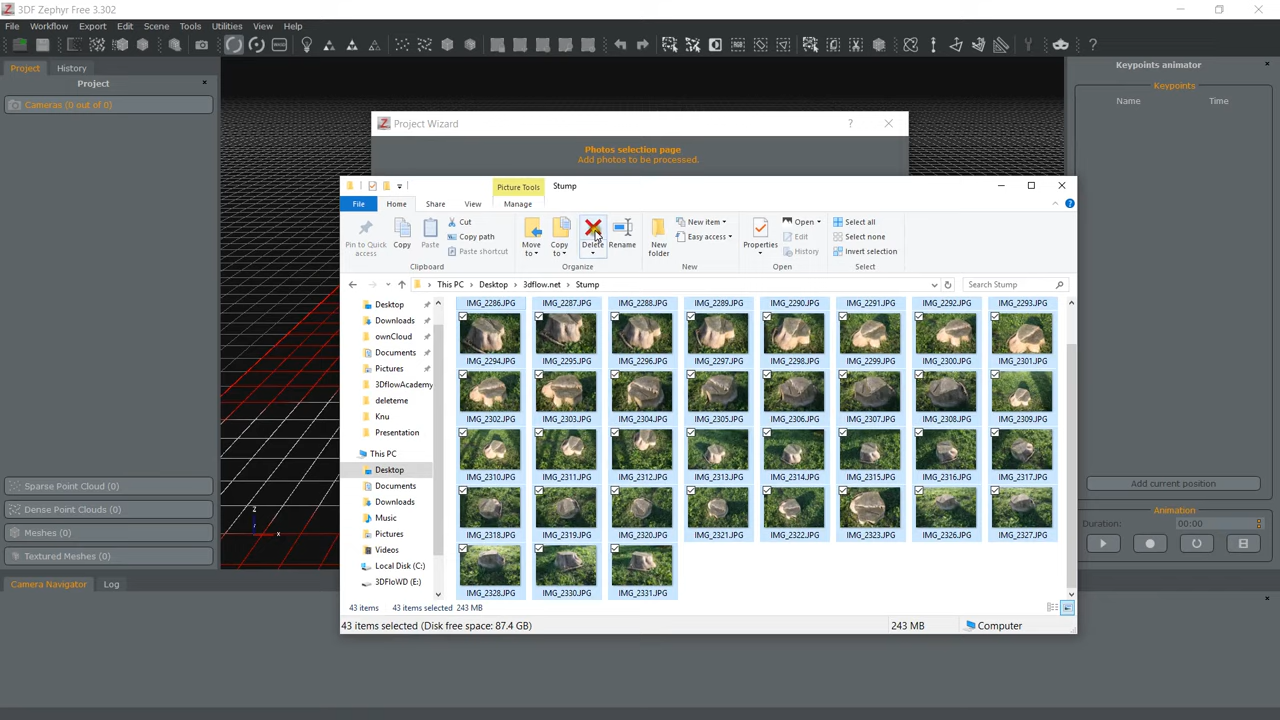 3DF Zephyr Free 3.302
File Workflow Export Edit Scene Tools Utilities View Help
Project History
Project
Cameras (0 out of 0)
Sparse Point Cloud (0)
Dense Point Clouds (0)
Meshes (0)
Textured Meshes (0)
Camera Navigator Log
z
x
Project Wizard
Photos selection page
Add photos to be processed.
Keypoints animator
Keypoints
Name Time
Add current position
Animation
Duration: 00:00
Picture Tools Stump
File Home Share View Manage
Pin to Quick access
Copy
Paste
Cut
Copy path
Paste shortcut
Clipboard
Move to
Copy to
Delete
Rename
Organize
New folder
New item
Easy access
New
Properties
Open
Edit
History
Open
Select all
Select none
Invert selection
Select
This PC Desktop 3dflow.net Stump
Search Stump
Desktop
Downloads
ownCloud
Documents
Pictures
3DflowAcademy
deleteme
Knu
Presentation
This PC
Desktop
Documents
Downloads
Music
Pictures
Videos
Local Disk (C:)
3DFloWD (E:)
IMG_2286.JPG IMG_2287.JPG IMG_2288.JPG IMG_2289.JPG IMG_2290.JPG IMG_2291.JPG IMG_2292.JPG IMG_2293.JPG
IMG_2294.JPG IMG_2295.JPG IMG_2296.JPG IMG_2297.JPG IMG_2298.JPG IMG_2299.JPG IMG_2300.JPG IMG_2301.JPG
IMG_2302.JPG IMG_2303.JPG IMG_2304.JPG IMG_2305.JPG IMG_2306.JPG IMG_2307.JPG IMG_2308.JPG IMG_2309.JPG
IMG_2310.JPG IMG_2311.JPG IMG_2312.JPG IMG_2313.JPG IMG_2314.JPG IMG_2315.JPG IMG_2316.JPG IMG_2317.JPG
IMG_2318.JPG IMG_2319.JPG IMG_2320.JPG IMG_2321.JPG IMG_2322.JPG IMG_2323.JPG IMG_2326.JPG IMG_2327.JPG
IMG_2328.JPG IMG_2330.JPG IMG_2331.JPG
43 items 43 items selected 243 MB
43 items selected (Disk free space: 87.4 GB) 243 MB Computer